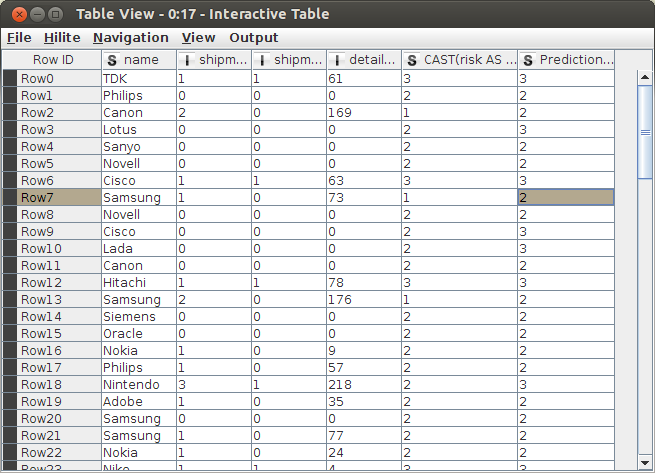 Table View - 0:17 - Interactive Table
File Hilite Navigation View Output
Row ID S name I shipm... I shipm... I detail... S CAST(risk AS ... S Prediction...
Row0 TDK 1 1 61 3 3
Row1 Philips 0 0 0 2 2
Row2 Canon 2 0 169 1 2
Row3 Lotus 0 0 0 2 3
Row4 Sanyo 0 0 0 2 2
Row5 Novell 0 0 0 2 2
Row6 Cisco 1 1 63 3 3
Row7 Samsung 1 0 73 1 2
Row8 Novell 0 0 0 2 2
Row9 Cisco 0 0 0 2 3
Row10 Lada 0 0 0 2 3
Row11 Canon 0 0 0 2 2
Row12 Hitachi 1 1 78 3 3
Row13 Samsung 2 0 176 1 2
Row14 Siemens 0 0 0 2 2
Row15 Oracle 0 0 0 2 2
Row16 Nokia 1 0 9 2 2
Row17 Philips 1 0 57 2 2
Row18 Nintendo 3 1 218 2 3
Row19 Adobe 1 0 35 2 2
Row20 Samsung 0 0 0 2 2
Row21 Samsung 1 0 77 2 2
Row22 Nokia 1 0 24 2 2
Row23 Nike 1 1 4 3 3